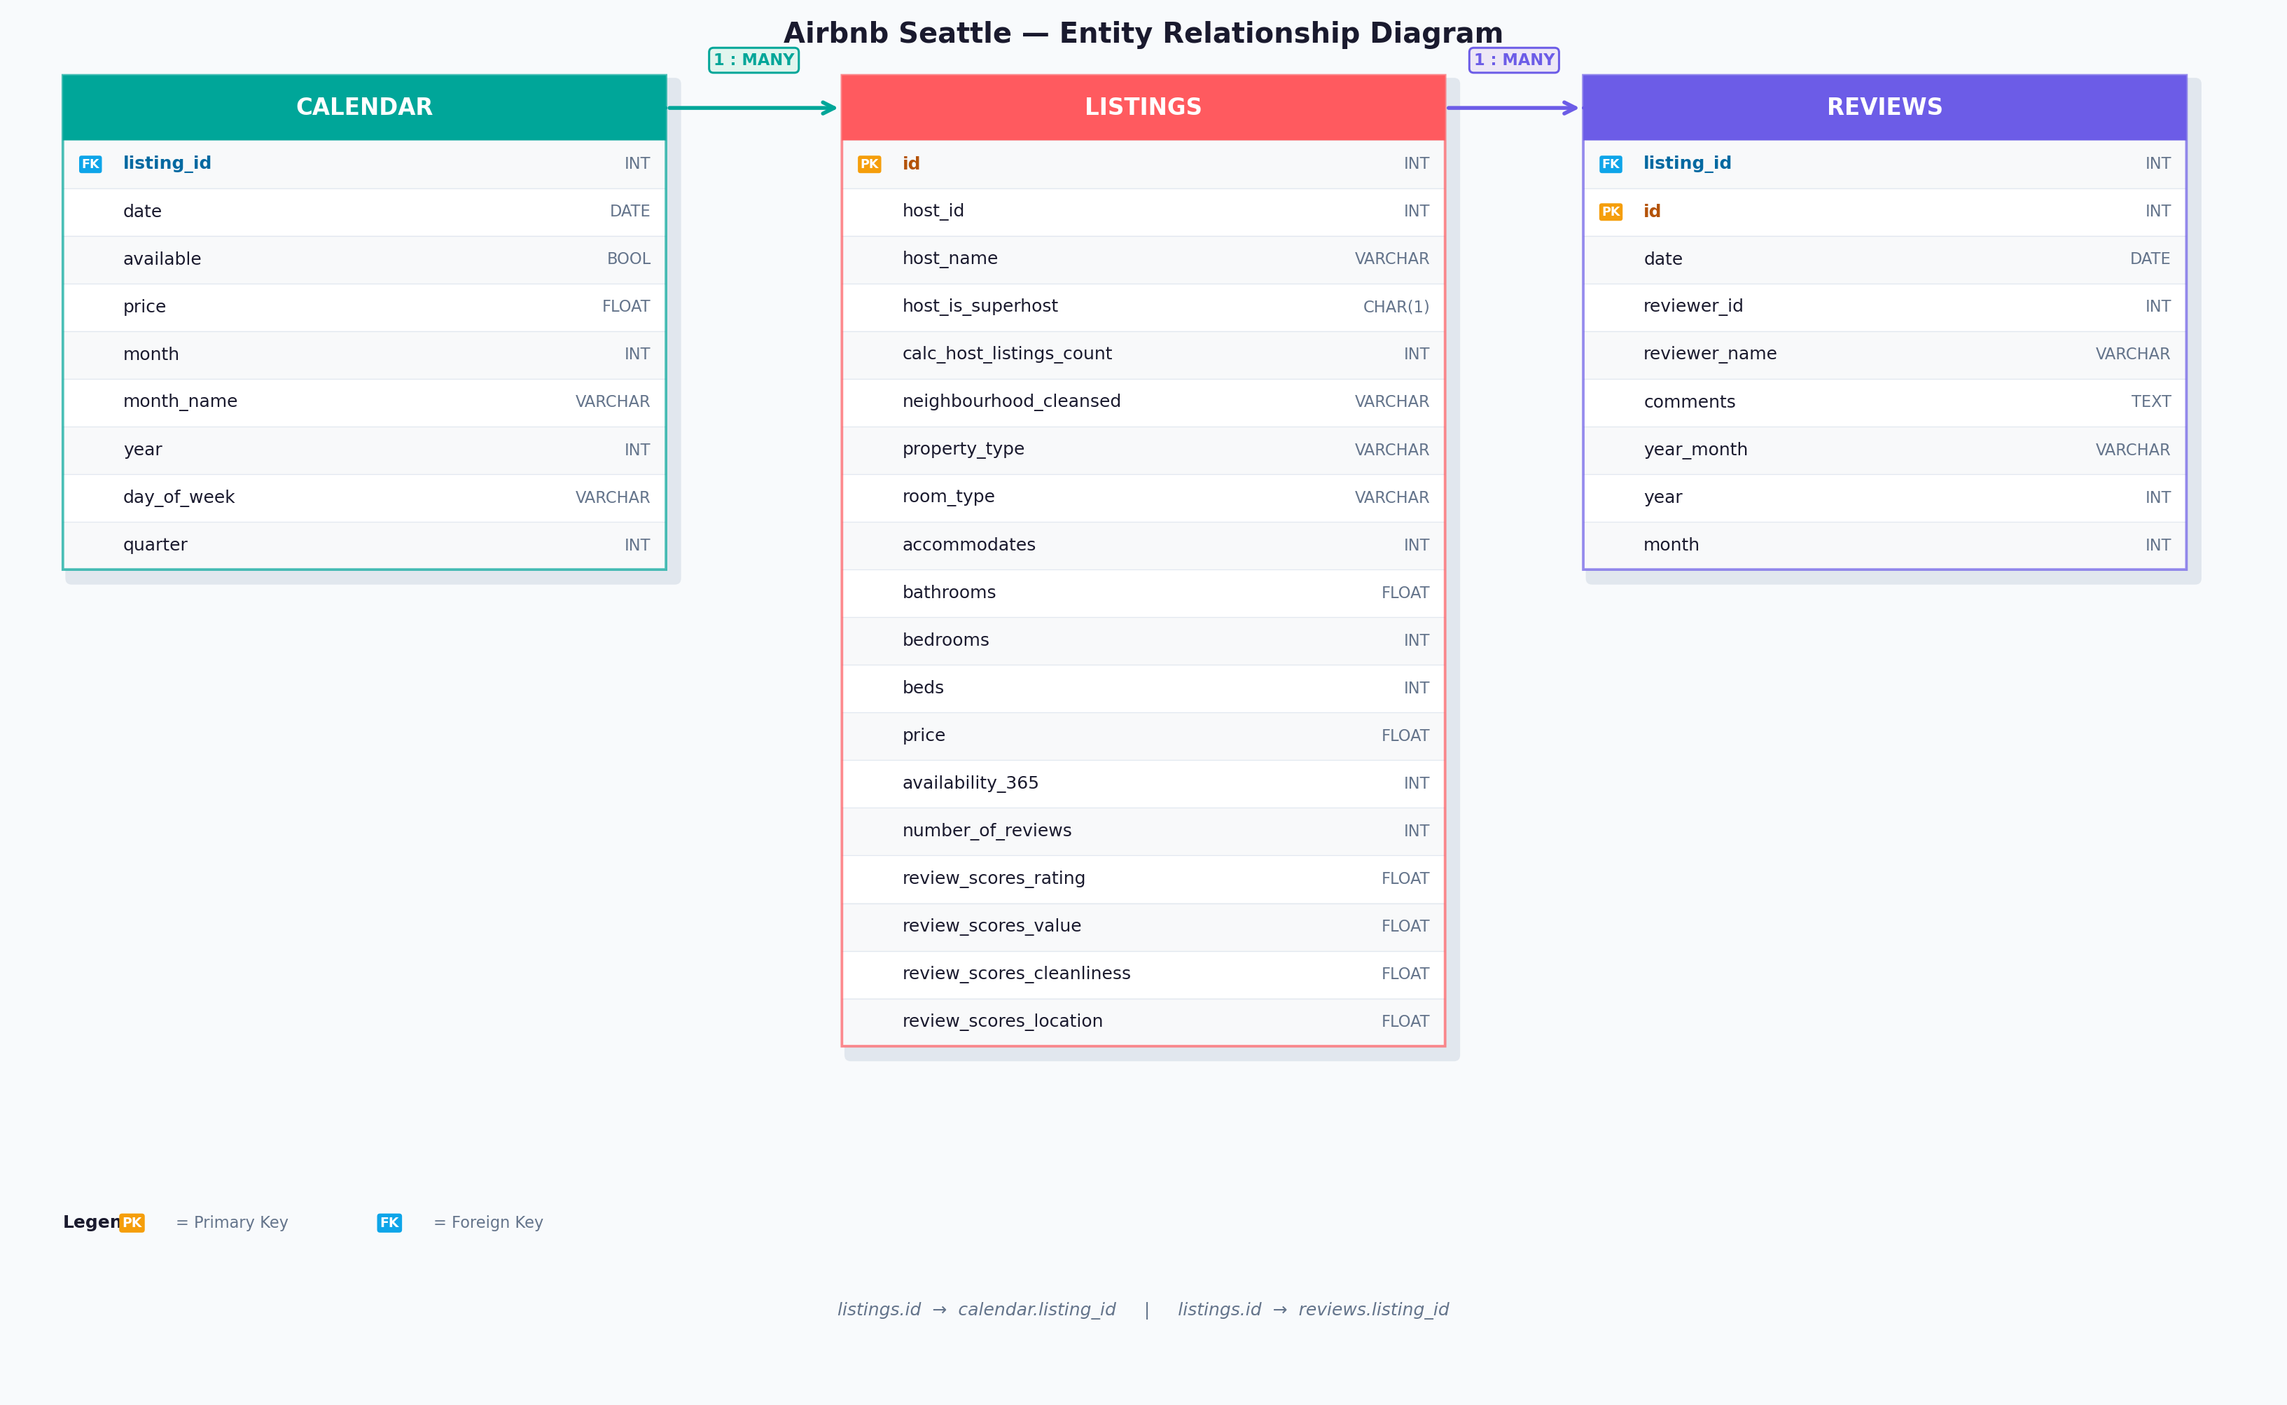 Airbnb Seattle — Entity Relationship Diagram
1 : MANY
1 : MANY
CALENDAR
FK listing_id INT
date DATE
available BOOL
price FLOAT
month INT
month_name VARCHAR
year INT
day_of_week VARCHAR
quarter INT
LISTINGS
PK id INT
host_id INT
host_name VARCHAR
host_is_superhost CHAR(1)
calc_host_listings_count INT
neighbourhood_cleansed VARCHAR
property_type VARCHAR
room_type VARCHAR
accommodates INT
bathrooms FLOAT
bedrooms INT
beds INT
price FLOAT
availability_365 INT
number_of_reviews INT
review_scores_rating FLOAT
review_scores_value FLOAT
review_scores_cleanliness FLOAT
review_scores_location FLOAT
REVIEWS
FK listing_id INT
PK id INT
date DATE
reviewer_id INT
reviewer_name VARCHAR
comments TEXT
year_month VARCHAR
year INT
month INT
Legen PK = Primary Key FK = Foreign Key
listings.id → calendar.listing_id | listings.id → reviews.listing_id